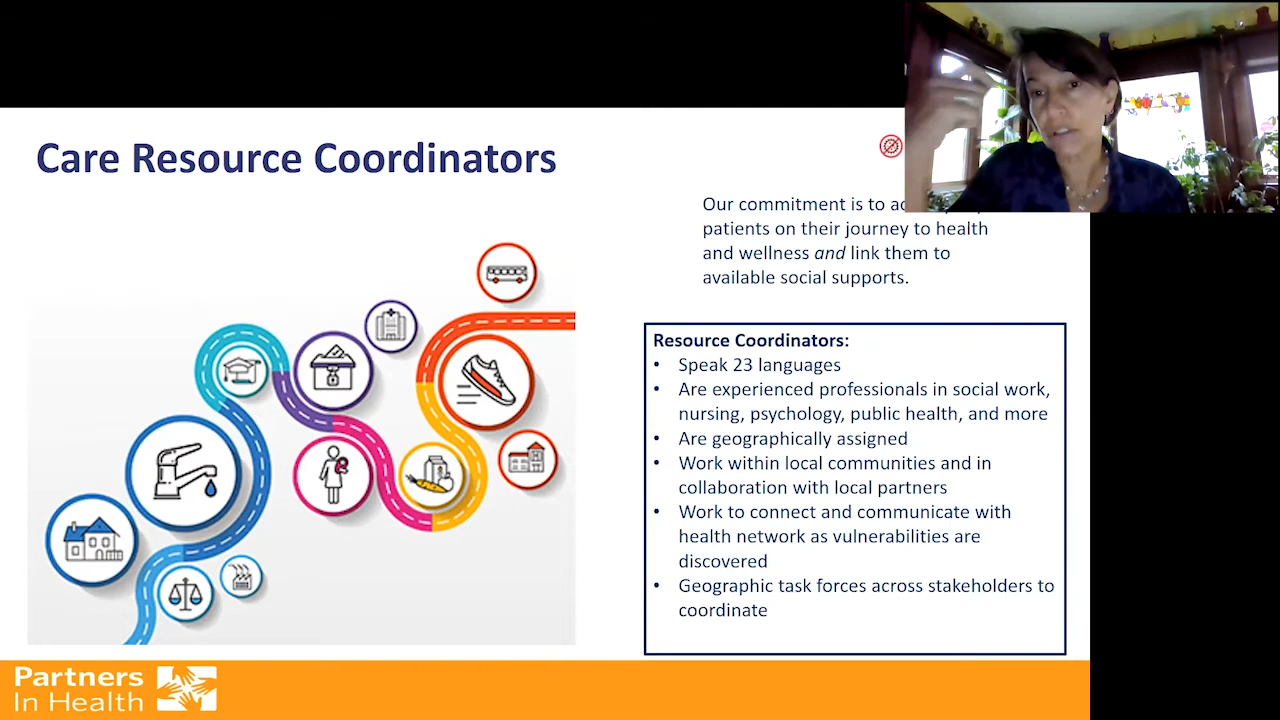 Care Resource Coordinators
Our commitment is to
patients on their journey to health
and wellness and link them to
available social supports.
Resource Coordinators:
• Speak 23 languages
• Are experienced professionals in social work,
nursing, psychology, public health, and more
• Are geographically assigned
• Work within local communities and in
collaboration with local partners
• Work to connect and communicate with
health network as vulnerabilities are
discovered
• Geographic task forces across stakeholders to
coordinate
Partners
In Health